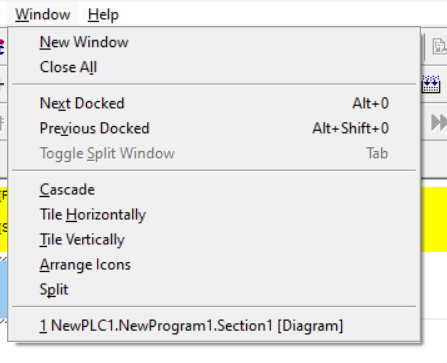 Window Help
New Window
Close All
Next Docked Alt+0
Previous Docked Alt+Shift+0
Toggle Split Window Tab
Cascade
Tile Horizontally
Tile Vertically
Arrange Icons
Split
1 NewPLC1.NewProgram1.Section1 [Diagram]